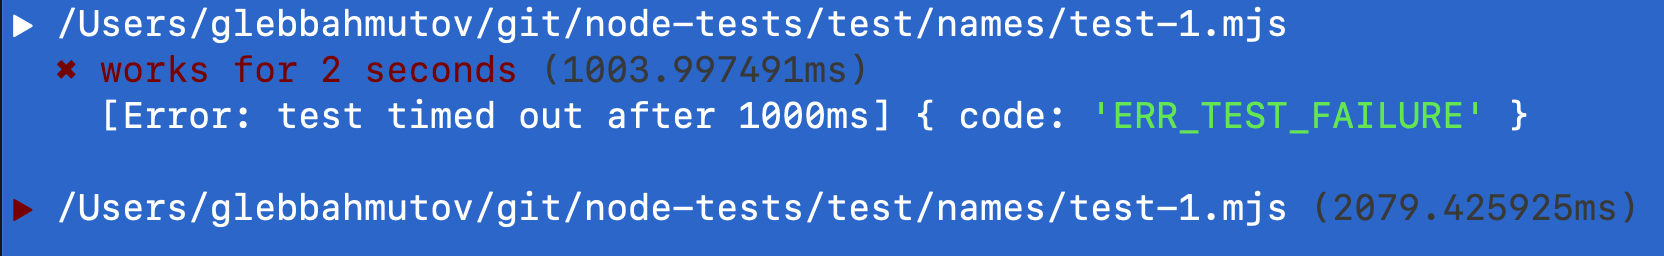 ▶ /Users/glebbahmutov/git/node-tests/test/names/test-1.mjs
✖ works for 2 seconds (1003.997491ms)
[Error: test timed out after 1000ms] { code: 'ERR_TEST_FAILURE' }
▶ /Users/glebbahmutov/git/node-tests/test/names/test-1.mjs (2079.425925ms)